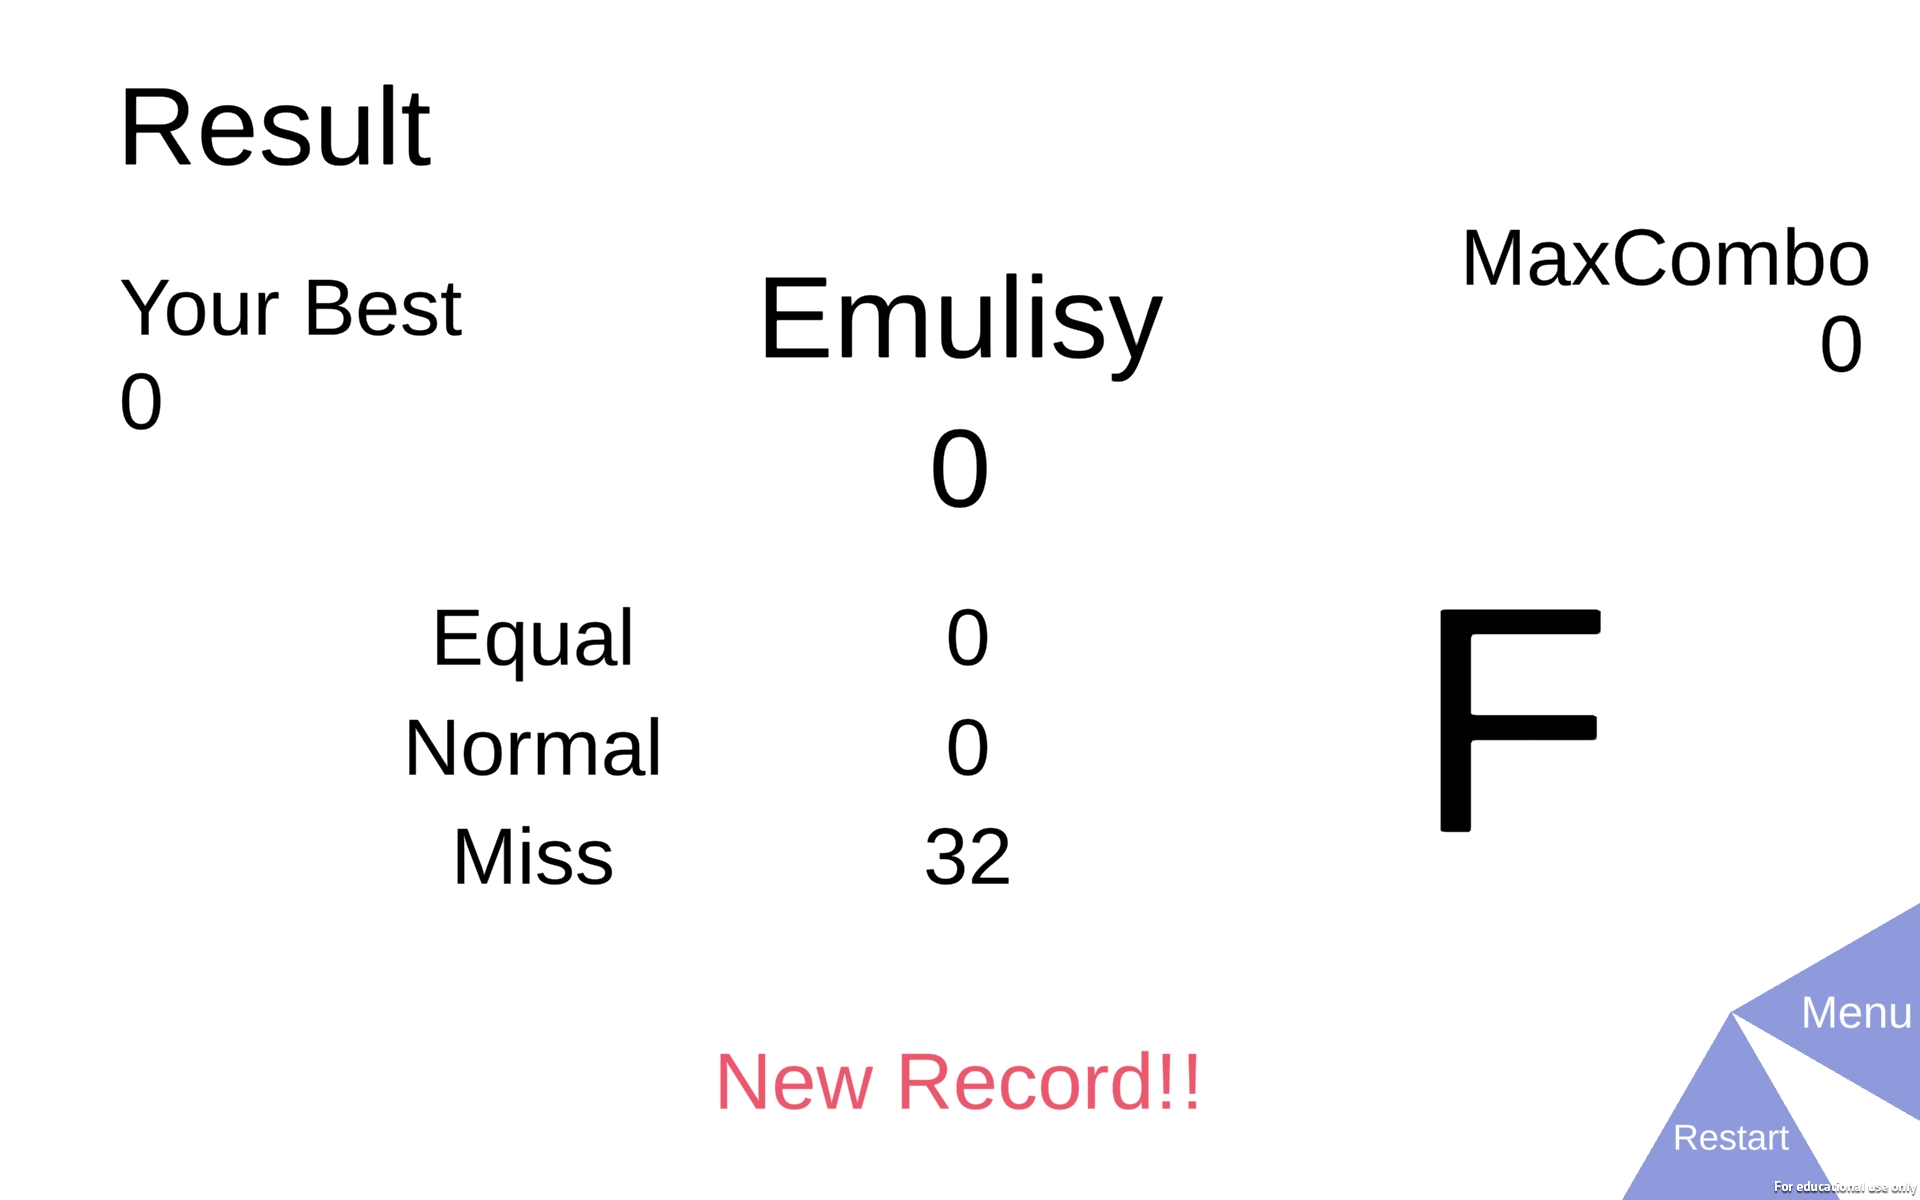 Result
Your Best
0
Emulisy
0
MaxCombo
0
Equal 0
Normal 0
Miss 32
F
New Record!!
Menu
Restart
For educational use only